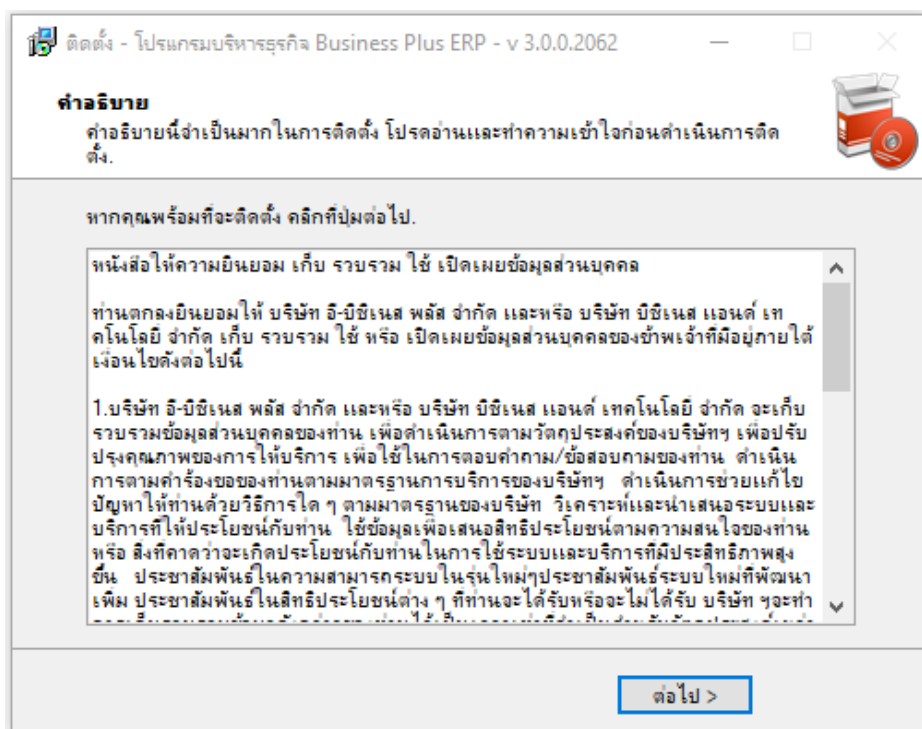 ติดตั้ง - โปรแกรมบริหารธุรกิจ Business Plus ERP - v 3.0.0.2062
คำอธิบาย
คำอธิบายนี้จำเป็นมากในการติดตั้ง โปรดอ่านและทำความเข้าใจก่อนดำเนินการติด
ตั้ง.
หากคุณพร้อมที่จะติดตั้ง คลิกที่ปุ่มต่อไป.
หนังสือให้ความยินยอม เก็บ รวบรวม ใช้ เปิดเผยข้อมูลส่วนบุคคล
ท่านตกลงยินยอมให้ บริษัท อี-บิซิเนส พลัส จำกัด และหรือ บริษัท บิซิเนส แอนด์ เท
คโนโลยี จำกัด เก็บ รวบรวม ใช้ หรือ เปิดเผยข้อมูลส่วนบุคคลของข้าพเจ้าที่มีอยู่ภายใต้
เงื่อนไขดังต่อไปนี้
1.บริษัท อี-บิซิเนส พลัส จำกัด และหรือ บริษัท บิซิเนส แอนด์ เทคโนโลยี จำกัด จะเก็บ
รวบรวมข้อมูลส่วนบุคคลของท่าน เพื่อดำเนินการตามวัตถุประสงค์ของบริษัทฯ เพื่อปรับ
ปรุงคุณภาพของการให้บริการ เพื่อใช้ในการตอบคำถาม/ข้อสอบถามของท่าน ดำเนิน
การตามคำร้องขอของท่านตามมาตรฐานการบริการของบริษัทฯ ดำเนินการช่วยแก้ไข
ปัญหาให้ท่านด้วยวิธีการใด ๆ ตามมาตรฐานของบริษัท วิเคราะห์และนำเสนอระบบและ
บริการที่ให้ประโยชน์กับท่าน ใช้ข้อมูลเพื่อเสนอสิทธิประโยชน์ตามความสนใจของท่าน
หรือ สิ่งที่คาดว่าจะเกิดประโยชน์กับท่านในการใช้ระบบและบริการที่มีประสิทธิภาพสูง
ขึ้น ประชาสัมพันธ์ในความสามารถระบบในรุ่นใหม่ๆประชาสัมพันธ์ระบบใหม่ที่พัฒนา
เพิ่ม ประชาสัมพันธ์ในสิทธิประโยชน์ต่าง ๆ ที่ท่านจะได้รับหรือจะไม่ได้รับ บริษัท ฯจะทำ
ต่อไป >